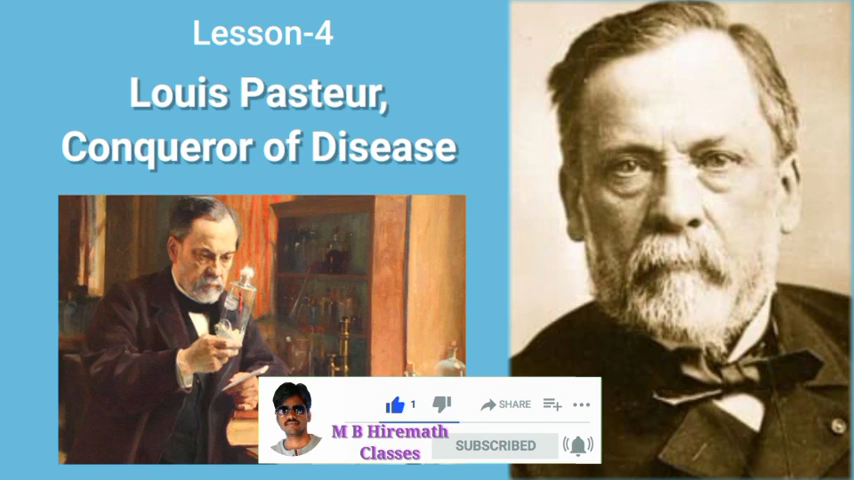 Lesson-4
Louis Pasteur,
Conqueror of Disease
1
SHARE
M B Hiremath
Classes
SUBSCRIBED